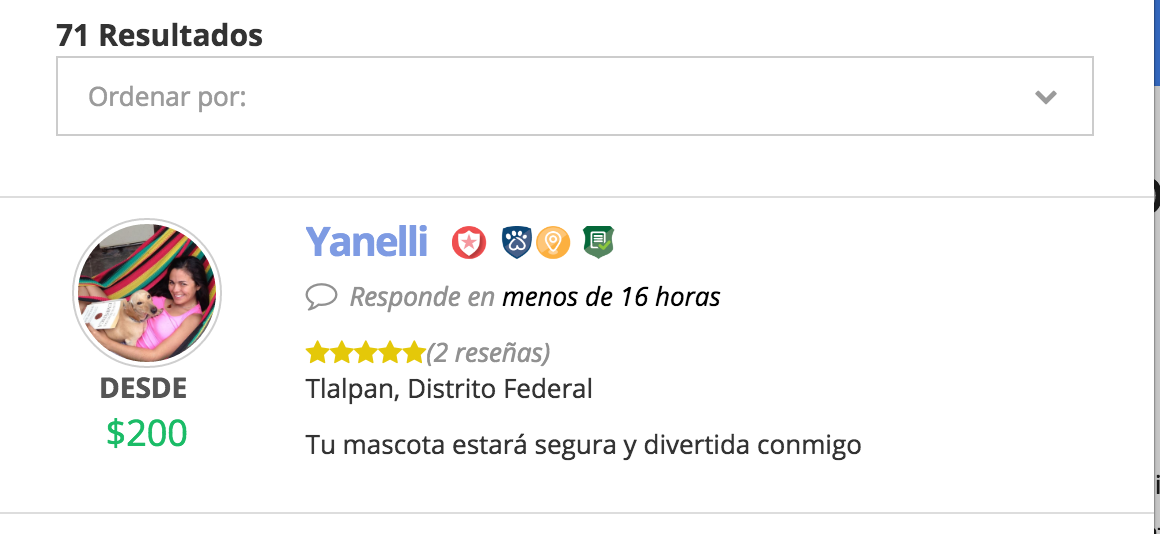 71 Resultados
Ordenar por:
Yanelli
Responde en menos de 16 horas
(2 reseñas)
Tlalpan, Distrito Federal
DESDE
$200
Tu mascota estará segura y divertida conmigo